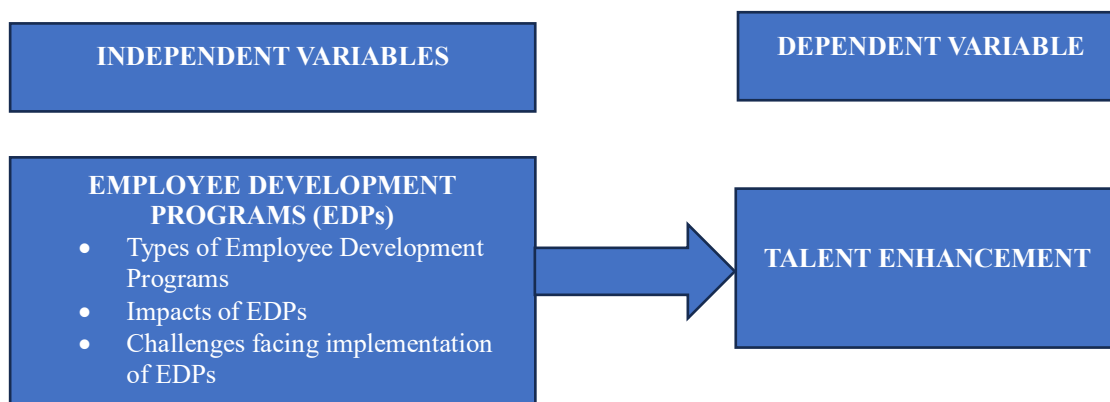 INDEPENDENT VARIABLES
DEPENDENT VARIABLE
EMPLOYEE DEVELOPMENT
PROGRAMS (EDPs)
• Types of Employee Development
Programs
• Impacts of EDPs
• Challenges facing implementation
of EDPs
TALENT ENHANCEMENT